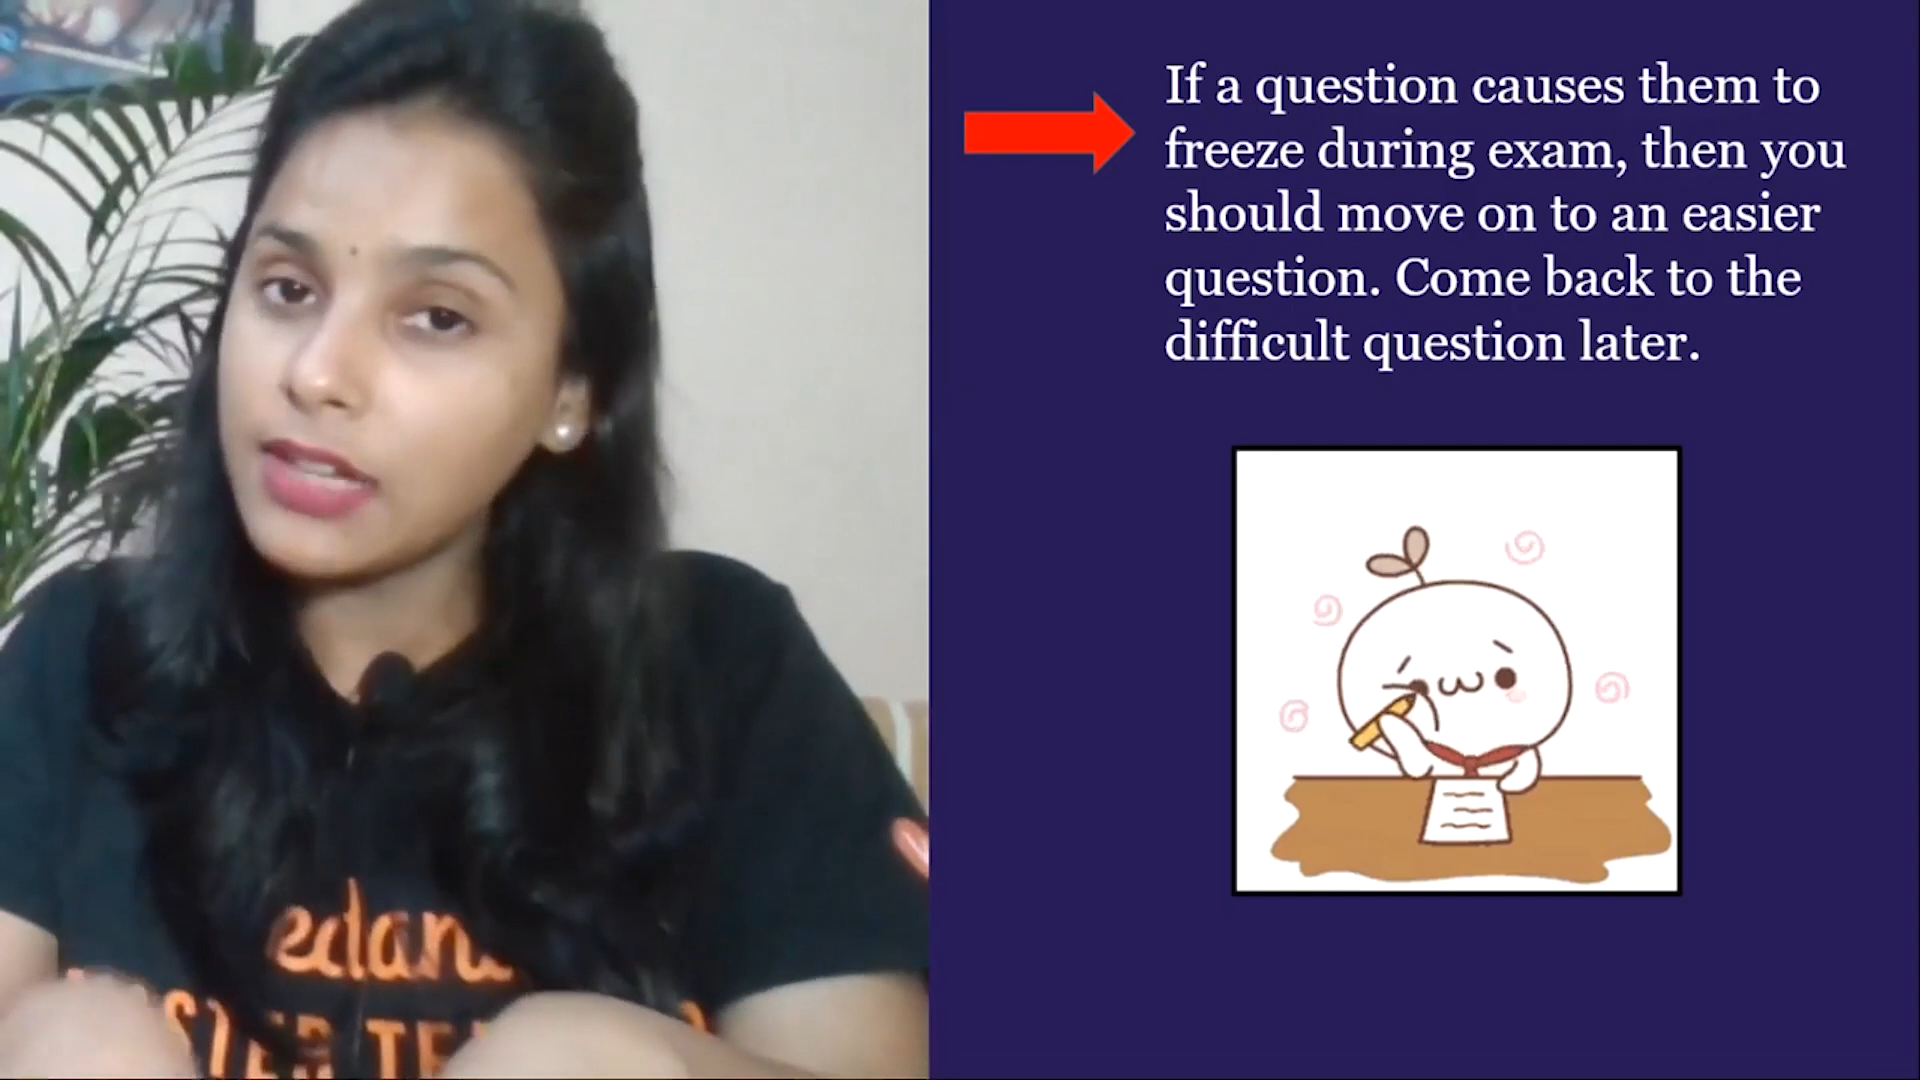 If a question causes them to
freeze during exam, then you
should move on to an easier
question. Come back to the
difficult question later.